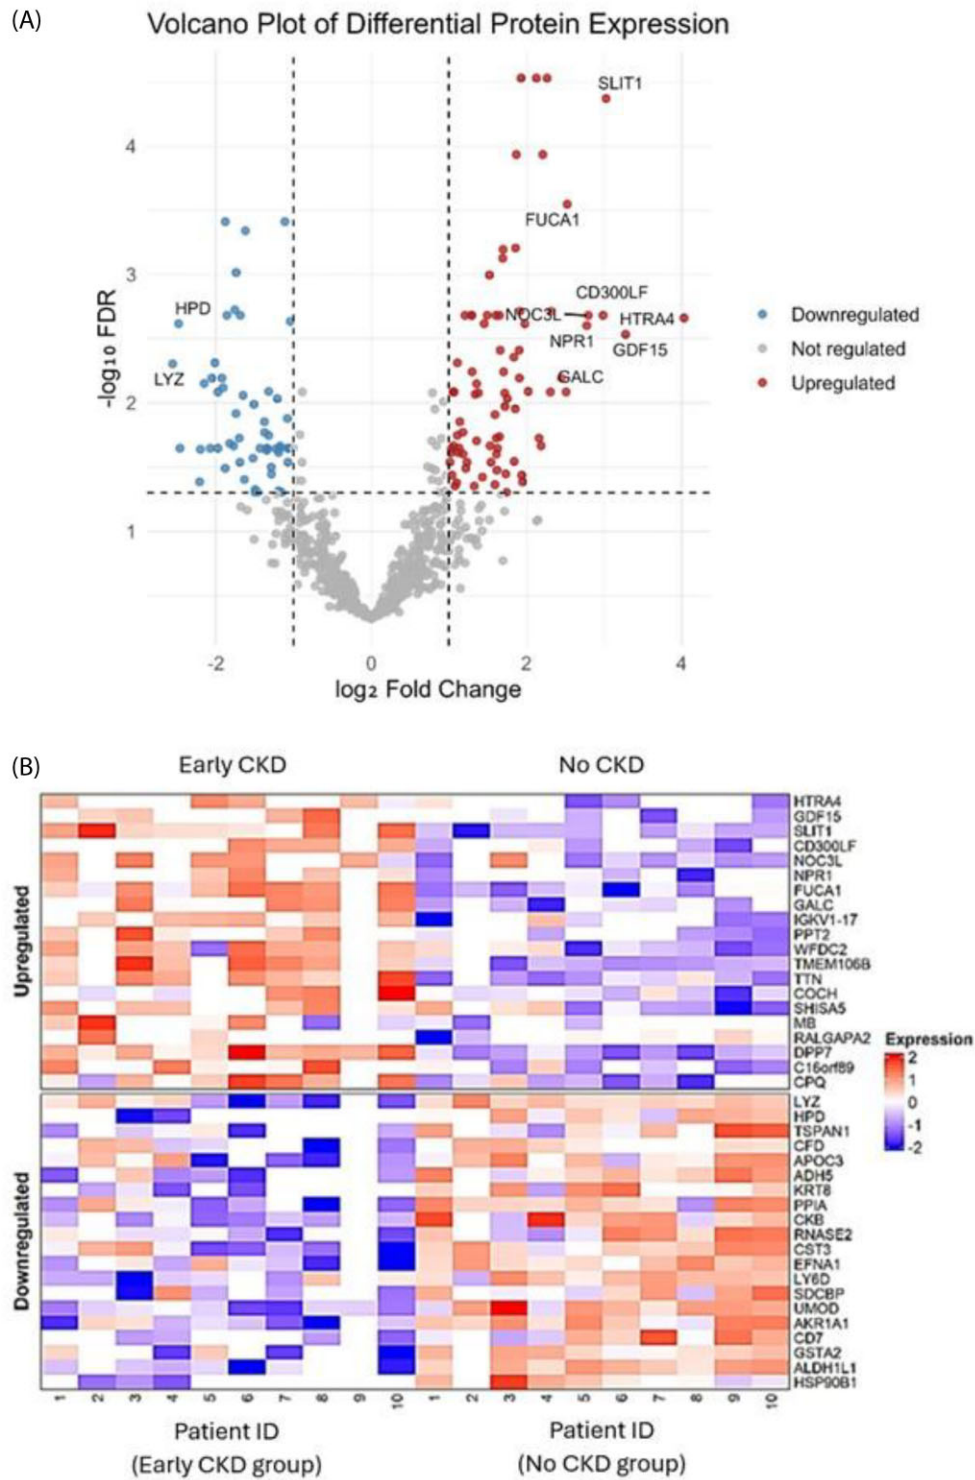 (A)
Volcano Plot of Differential Protein Expression
SLIT1
FUCA1
CD300LF
NOC3L
HTRA4
NPR1
GDF15
GALC
HPD
LYZ
4
3
2
1
-log₁₀ FDR
-2 0 2 4
log₂ Fold Change
Downregulated
Not regulated
Upregulated
(B)
Early CKD No CKD
Upregulated
HTRA4
GDF15
SLIT1
CD300LF
NOC3L
NPR1
FUCA1
GALC
IGKV1-17
PPT2
WFDC2
TMEM106B
TTN
COCH
SHISA5
MB
RALGAPA2
DPP7
C16orf89
CPQ
Downregulated
LYZ
HPD
TSPAN1
CFD
APOC3
ADH5
KRT8
PPIA
CKB
RNASE2
CST3
EFNA1
LY6D
SDCBP
UMOD
AKR1A1
CD7
GSTA2
ALDH1L1
HSP90B1
Expression
2
1
0
-1
-2
1 2 3 4 5 6 7 8 9 10 1 2 3 4 5 6 7 8 9 10
Patient ID Patient ID
(Early CKD group) (No CKD group)